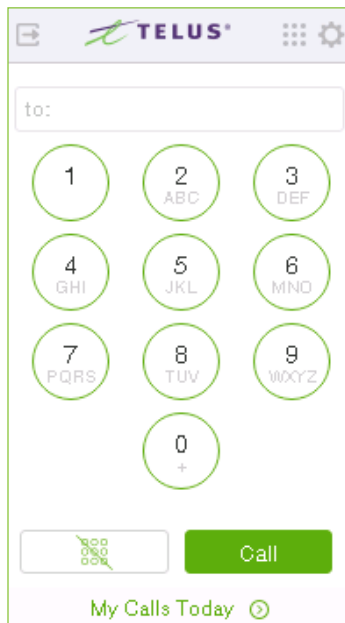 TELUS®
to:
1
2
ABC
3
DEF
4
GHI
5
JKL
6
MNO
7
PQRS
8
TUV
9
WXYZ
0
+
Call
My Calls Today